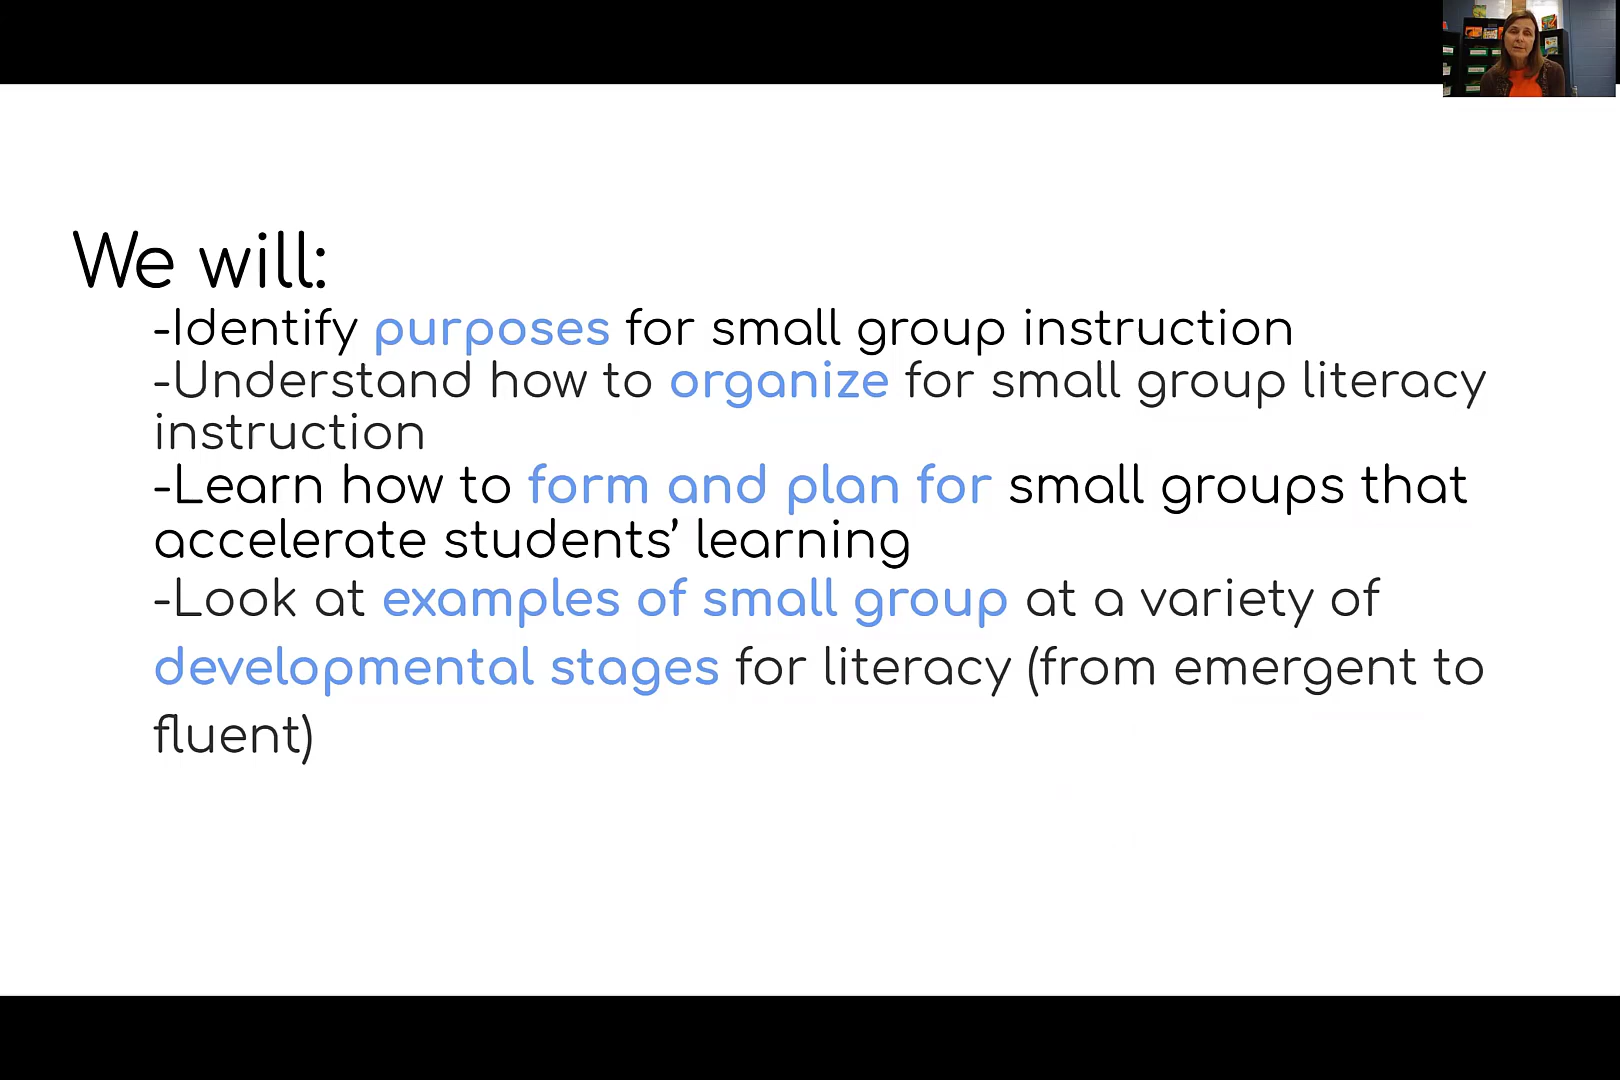 We will:
-Identify purposes for small group instruction
-Understand how to organize for small group literacy
instruction
-Learn how to form and plan for small groups that
accelerate students’ learning
-Look at examples of small group at a variety of
developmental stages for literacy (from emergent to
fluent)